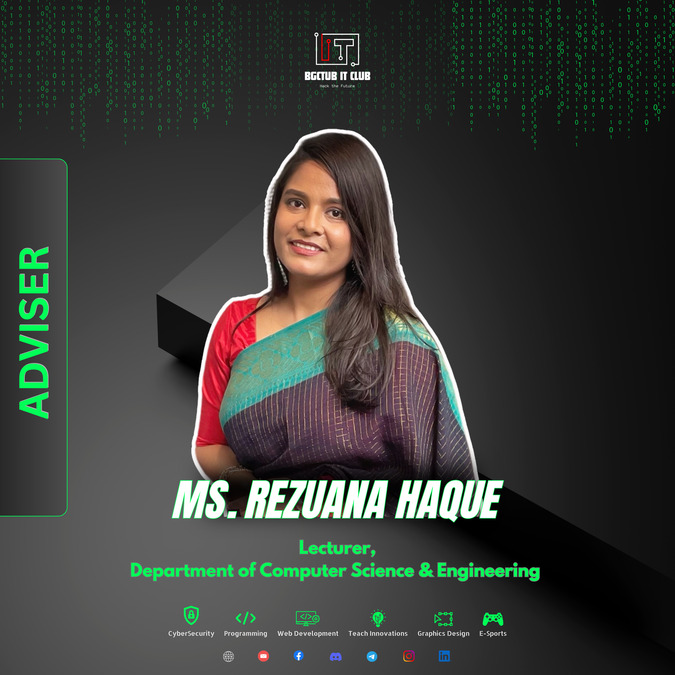 BGCTUB IT CLUB
Hack the Future
ADVISER
MS. REZUANA HAQUE
Lecturer,
Department of Computer Science & Engineering
CyberSecurity Programming Web Development Teach Innovations Graphics Design E-Sports